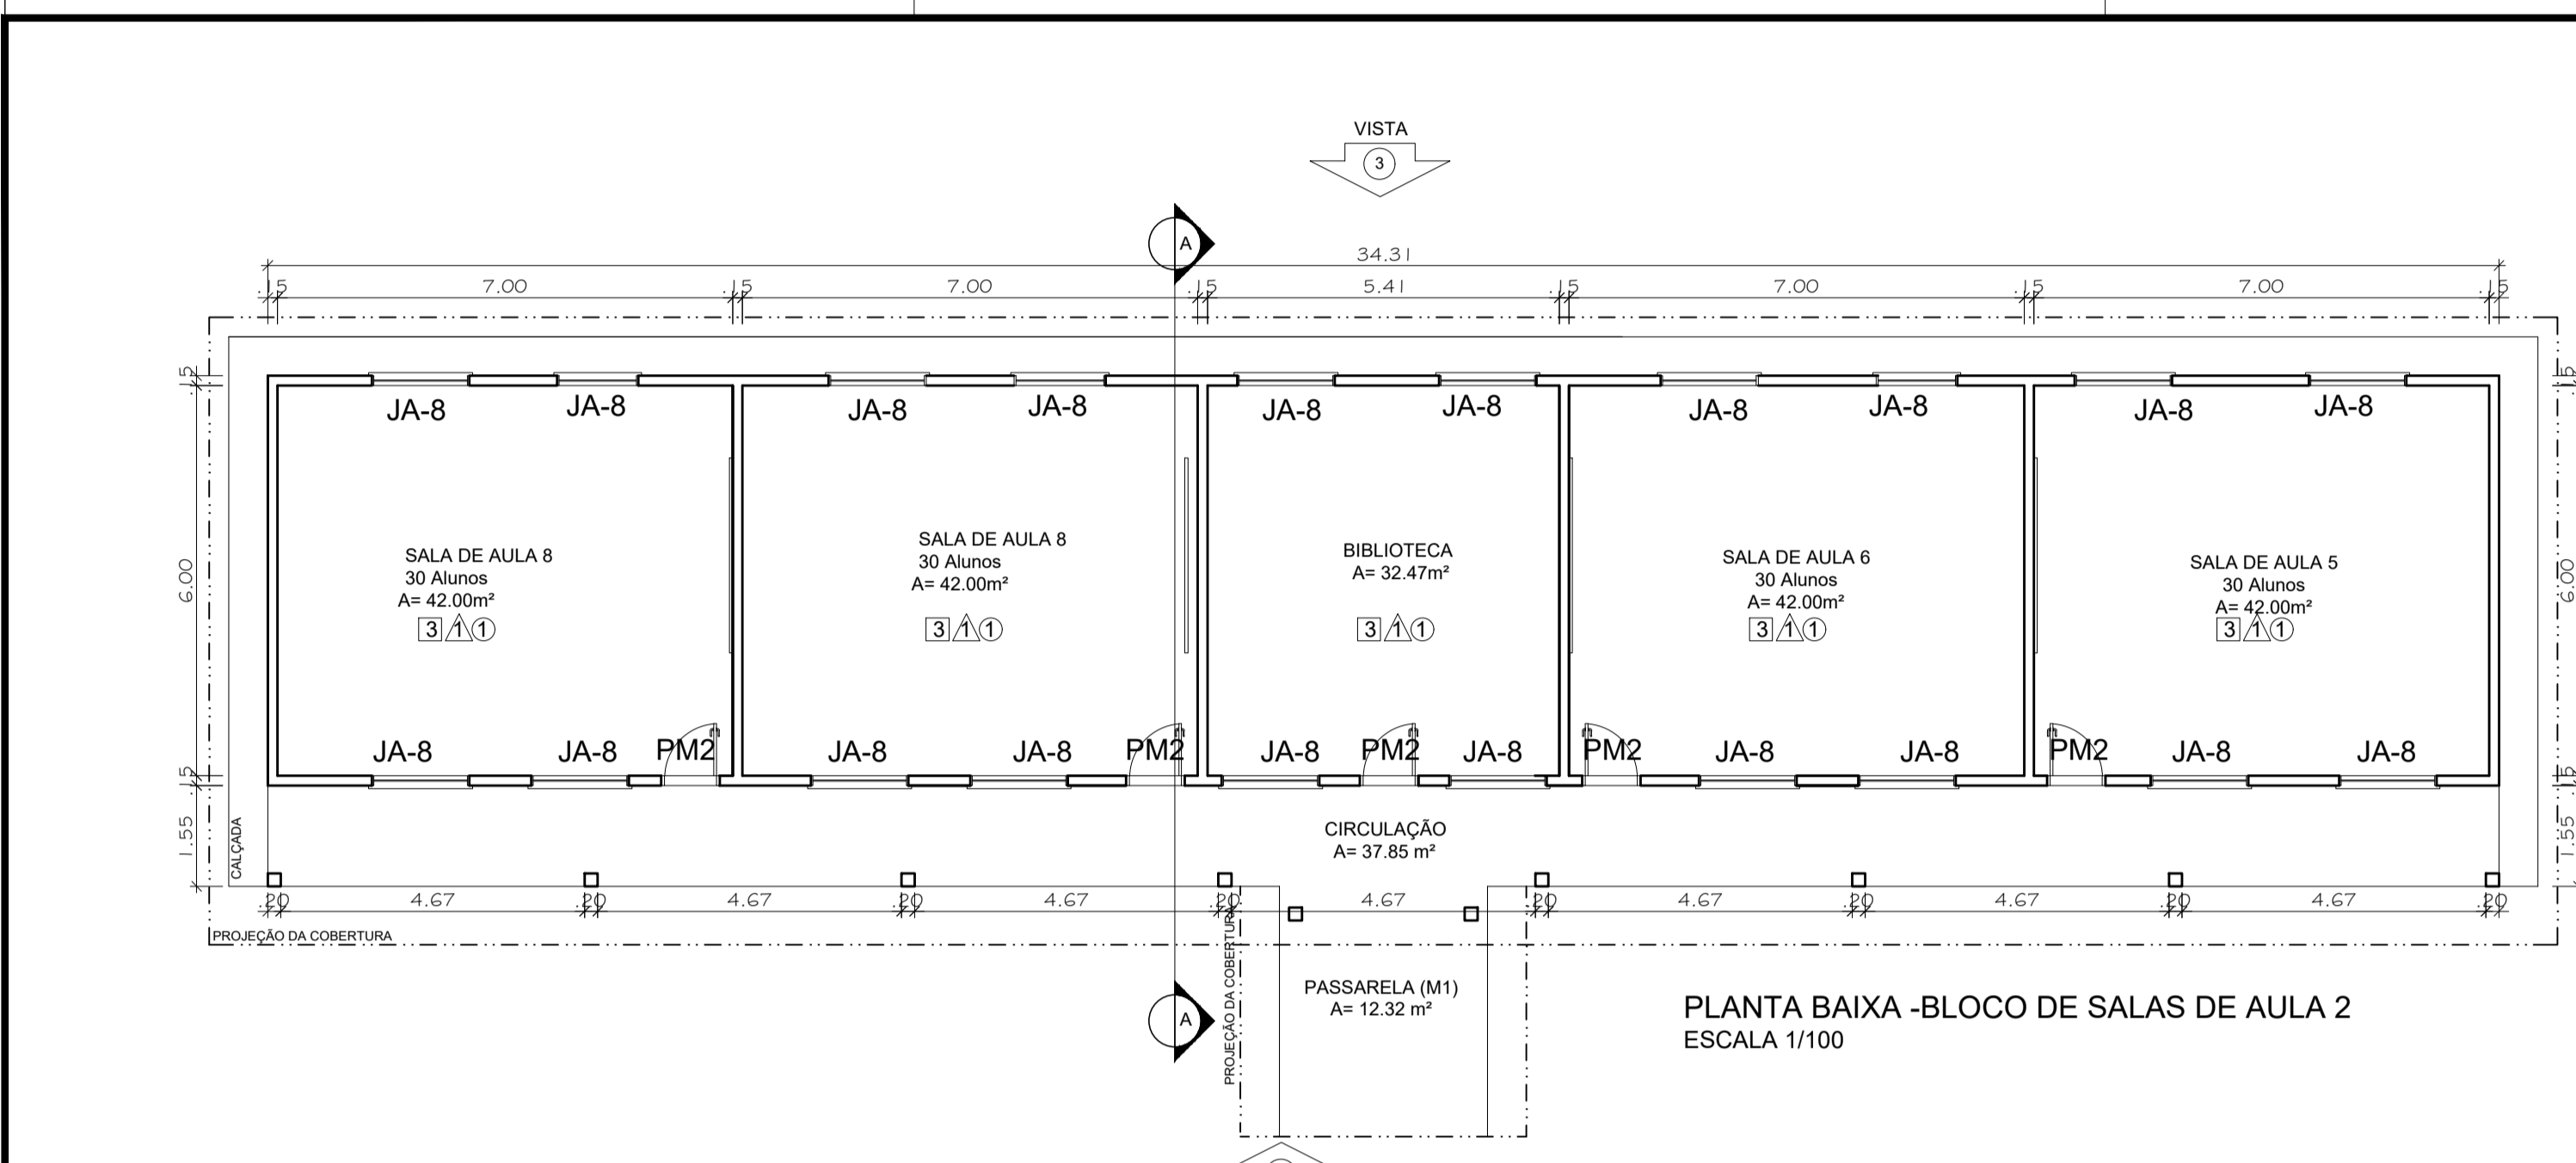 VISTA
3
A
34.31
.15 7.00 .15 7.00 .15 5.41 .15 7.00 .15 7.00 .15
.15 .15
JA-8 JA-8 JA-8 JA-8 JA-8 JA-8 JA-8 JA-8 JA-8 JA-8
6.00 6.00
SALA DE AULA 8
30 Alunos
A= 42.00m²
3 1 1
SALA DE AULA 8
30 Alunos
A= 42.00m²
3 1 1
BIBLIOTECA
A= 32.47m²
3 1 1
SALA DE AULA 6
30 Alunos
A= 42.00m²
3 1 1
SALA DE AULA 5
30 Alunos
A= 42.00m²
3 1 1
JA-8 JA-8 PM2 JA-8 JA-8 PM2 JA-8 PM2 JA-8 PM2 JA-8 JA-8 PM2 JA-8 JA-8
.15 .15
1.55 1.55
CALÇADA
CIRCULAÇÃO
A= 37.85 m²
.20 4.67 .20 4.67 .20 4.67 .20 4.67 .20 4.67 .20 4.67 .20 4.67 .20
PROJEÇÃO DA COBERTURA
PROJEÇÃO DA COBERTURA
PASSARELA (M1)
A= 12.32 m²
A
PLANTA BAIXA -BLOCO DE SALAS DE AULA 2
ESCALA 1/100